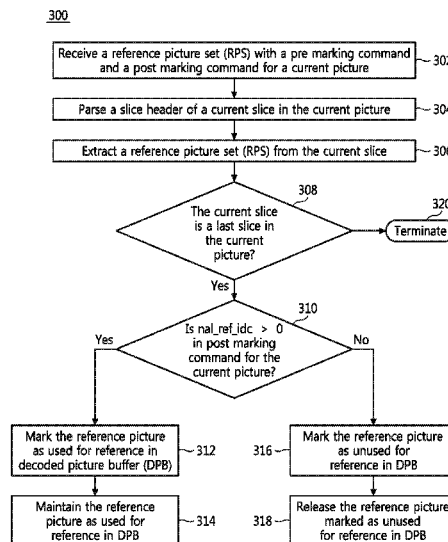 300
Receive a reference picture set (RPS) with a pre marking command
and a post marking command for a current picture
302
Parse a slice header of a current slice in the current picture
304
Extract a reference picture set (RPS) from the current slice
306
308
The current slice
is a last slice in
the current
picture?
320
Terminate
Yes
310
Is nal_ref_idc > 0
in post marking
command for the
current picture?
Yes
No
Mark the reference picture
as used for reference in
decoded picture buffer (DPB)
312
316
Mark the reference picture
as unused for
reference in DPB
Maintain the reference
picture as used for
reference in DPB
314
318
Release the reference picture
marked as unused
for reference in DPB